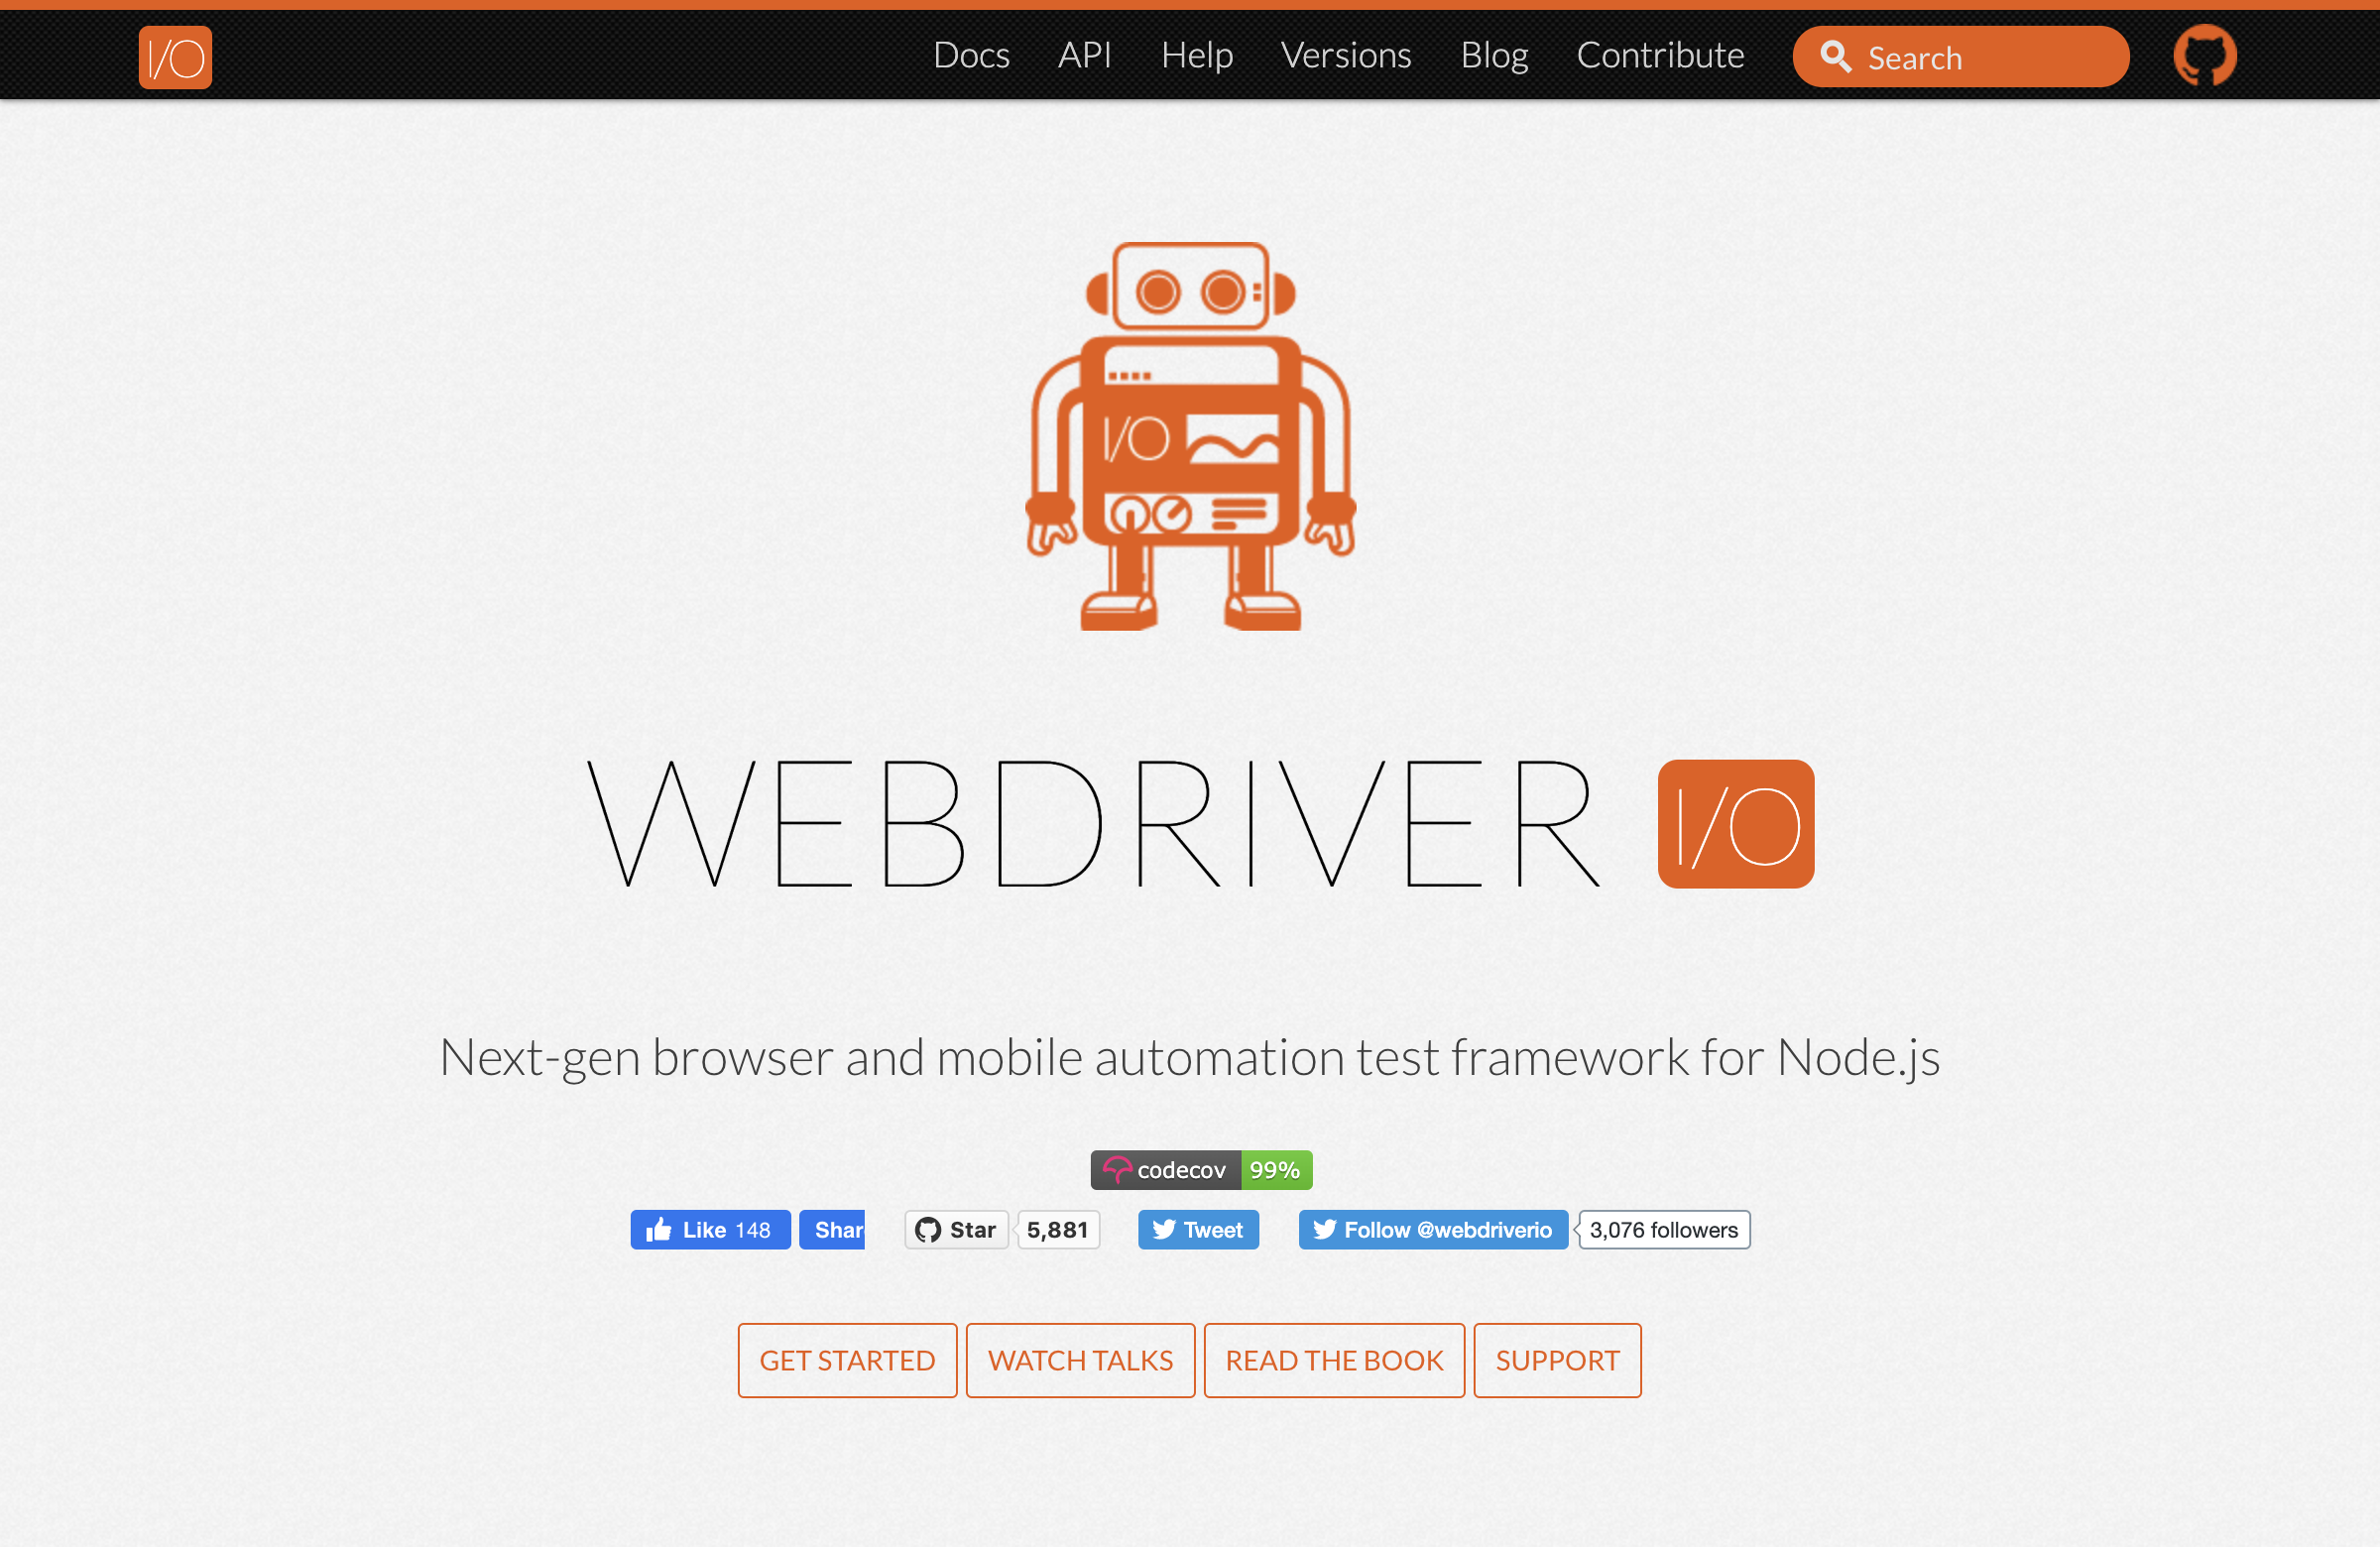 I/O Docs API Help Versions Blog Contribute Search
I/O
WEBDRIVER I/O
Next-gen browser and mobile automation test framework for Node.js
codecov 99%
Like 148 Shar Star 5,881 Tweet Follow @webdriverio 3,076 followers
GET STARTED WATCH TALKS READ THE BOOK SUPPORT